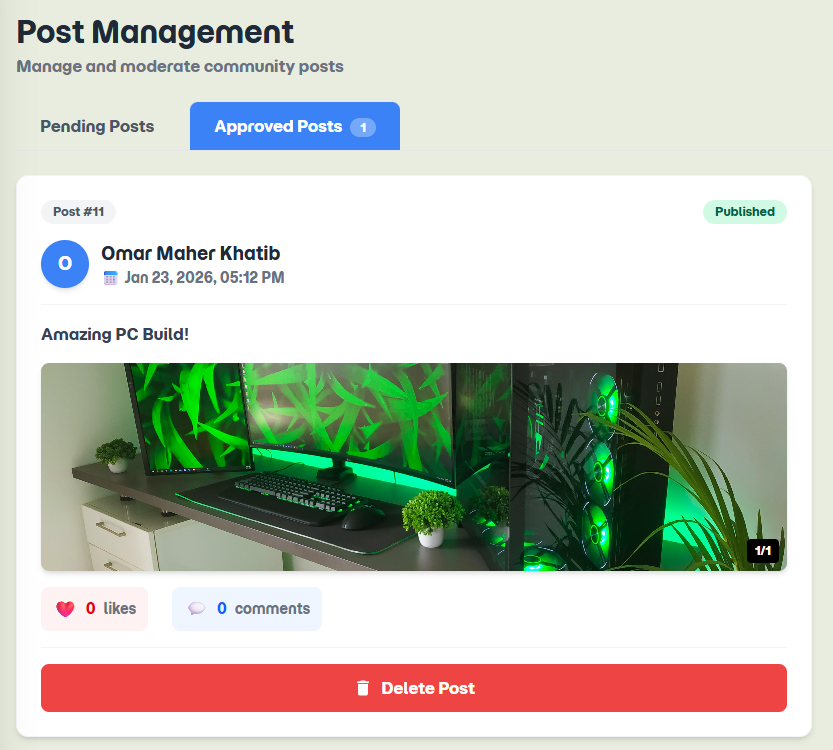 Post Management
Manage and moderate community posts
Pending Posts
Approved Posts 1
Post #11
Published
O
Omar Maher Khatib
Jan 23, 2026, 05:12 PM
Amazing PC Build!
1/1
0 likes
0 comments
Delete Post